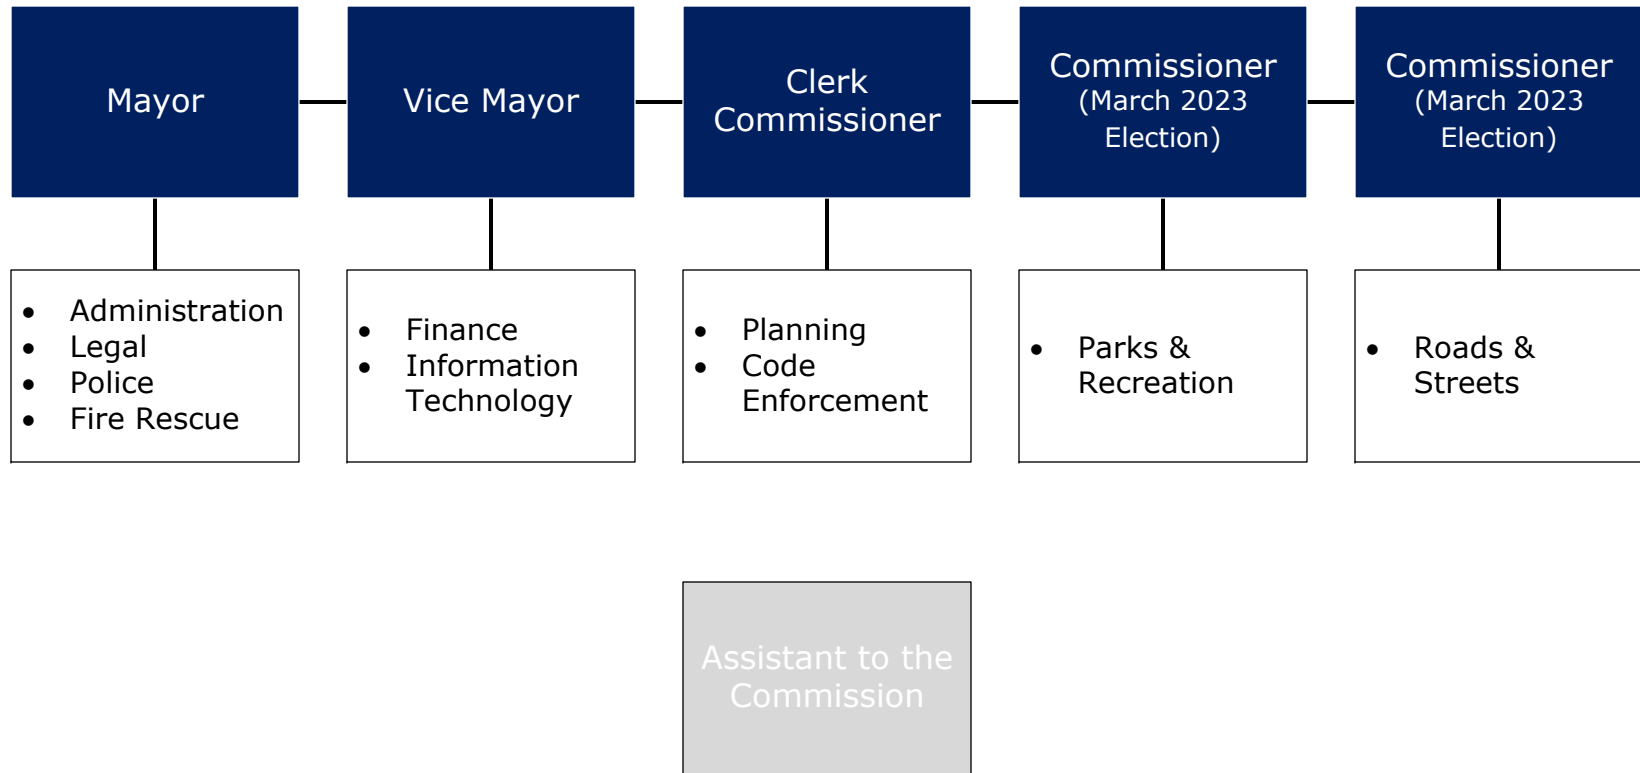 Mayor
Vice Mayor
Clerk
Commissioner
Commissioner
(March 2023
Election)
Commissioner
(March 2023
Election)
• Administration
• Legal
• Police
• Fire Rescue
• Finance
• Information
Technology
• Planning
• Code
Enforcement
• Parks &
Recreation
• Roads &
Streets
Assistant to the
Commission